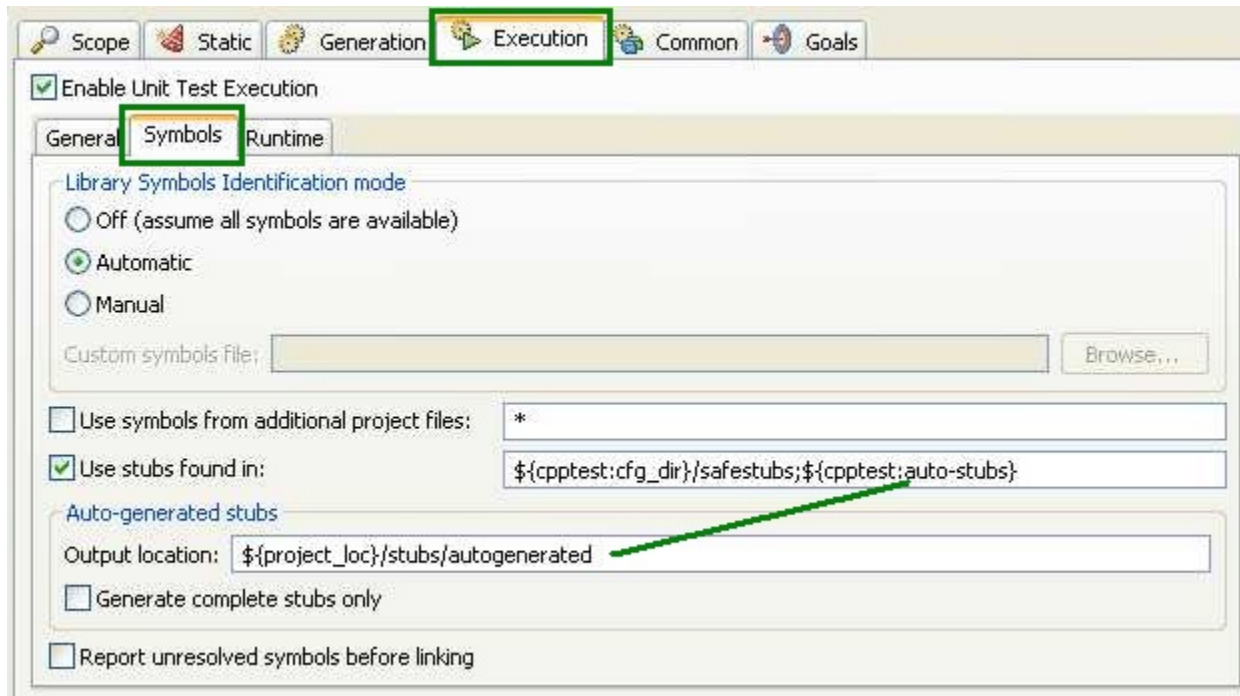 Scope Static Generation Execution Common Goals
Enable Unit Test Execution
General Symbols Runtime
Library Symbols Identification mode
Off (assume all symbols are available)
Automatic
Manual
Custom symbols file: Browse...
Use symbols from additional project files: *
Use stubs found in: ${cpptest:cfg_dir}/safestubs;${cpptest:auto-stubs}
Auto-generated stubs
Output location: ${project_loc}/stubs/autogenerated
Generate complete stubs only
Report unresolved symbols before linking